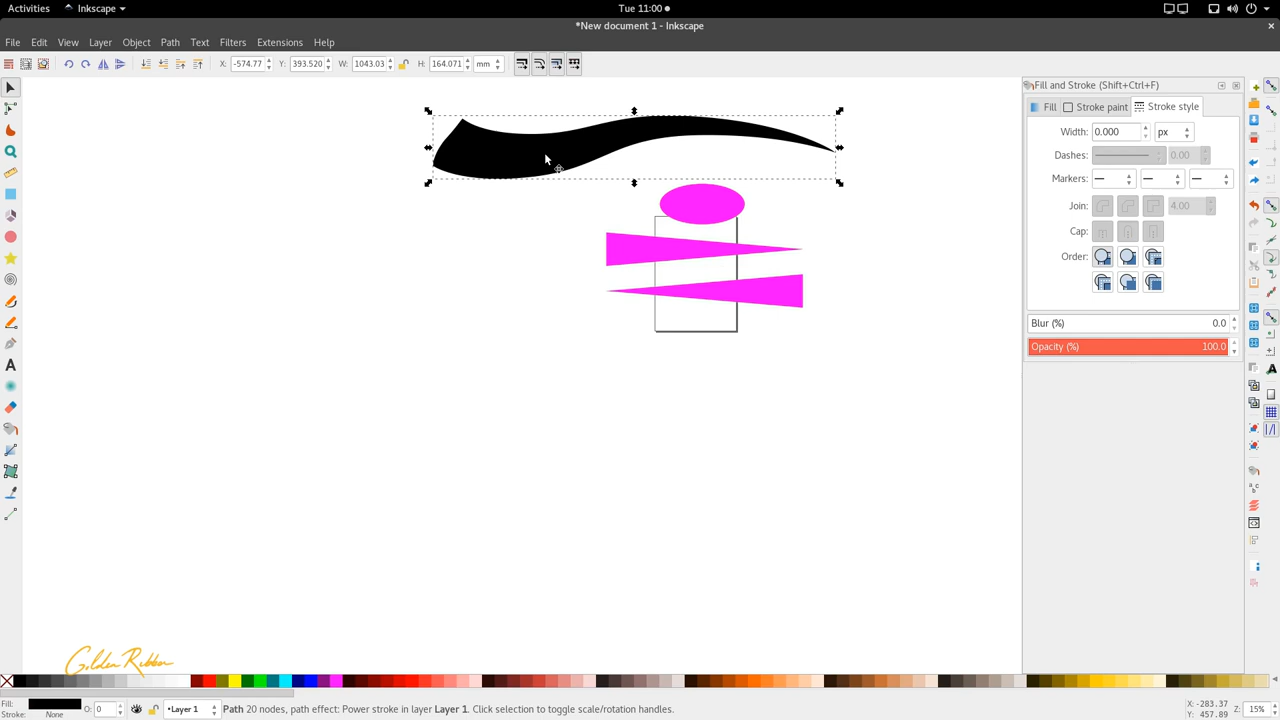 Activities Inkscape Tue 11:00
*New document 1 - Inkscape
File Edit View Layer Object Path Text Filters Extensions Help
X: -574.77 Y: 393.520 W: 1043.03 H: 164.071 mm
Fill and Stroke (Shift+Ctrl+F)
Fill Stroke paint Stroke style
Width: 0.000 px
Dashes: 0.00
Markers:
Join: 4.00
Cap:
Order:
Blur (%) 0.0
Opacity (%) 100.0
Golden Ribbon
Fill: O: 0 •Layer 1 Path 20 nodes, path effect: Power stroke in layer Layer 1. Click selection to toggle scale/rotation handles. X: -283.37 Z: 15%
Stroke: None Y: 457.89